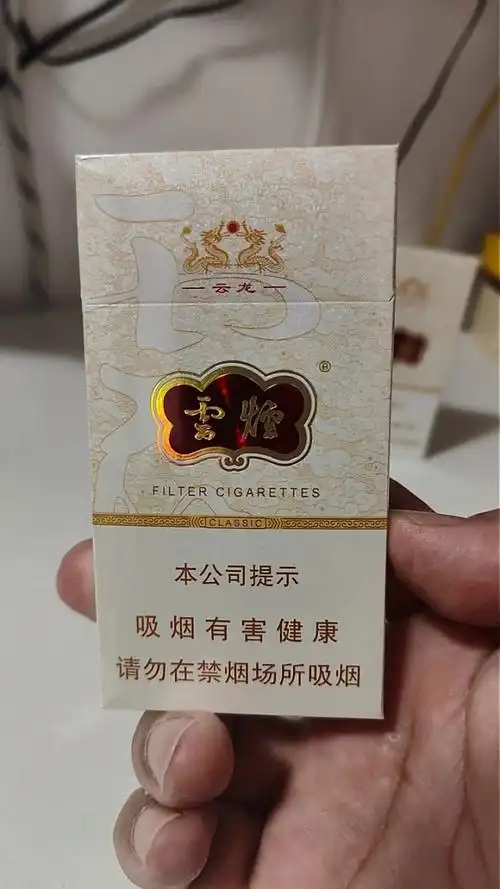 云龙
雲煙
®
FILTER CIGARETTES
CLASSIC
本公司提示
吸烟有害健康
请勿在禁烟场所吸烟